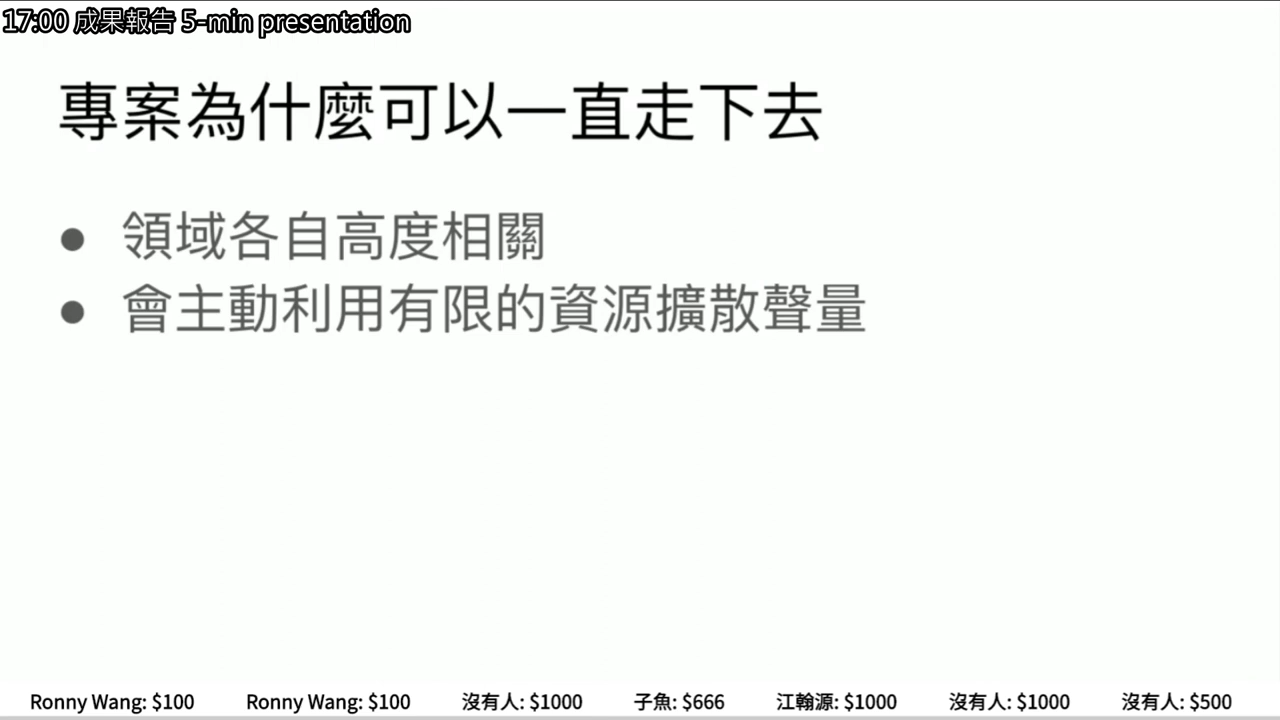 17:00 成果報告 5-min presentation
專案為什麼可以一直走下去
● 領域各自高度相關
● 會主動利用有限的資源擴散聲量
Ronny Wang: $100 Ronny Wang: $100 沒有人: $1000 子魚: $666 江翰源: $1000 沒有人: $1000 沒有人: $500